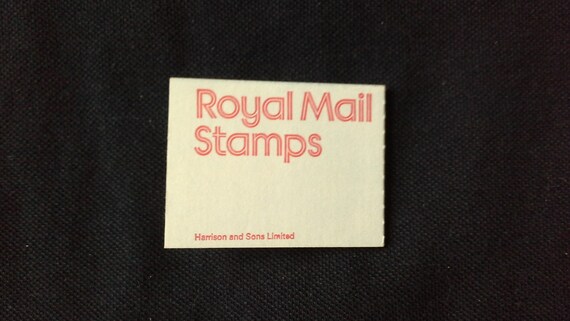 Royal Mail
Stamps
Harrison and Sons Limited